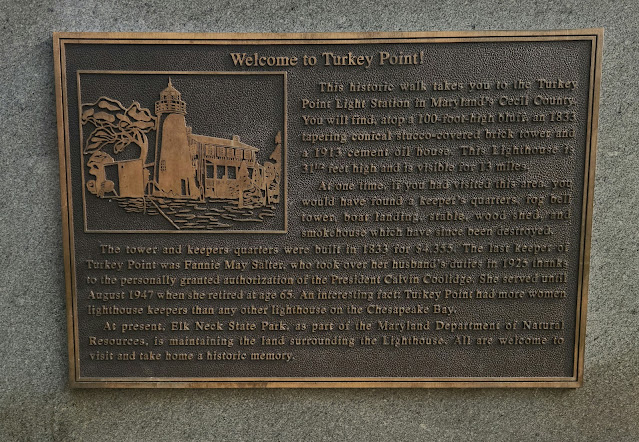 Welcome to Turkey Point!
This historic walk takes you to the Turkey
Point Light Station in Maryland's Cecil County.
You will find, atop a 100-foot-high bluff, an 1833
tapering conical stucco-covered brick tower and
a 1913 cement oil house. This Lighthouse is
31 1/2 feet high and is visible for 13 miles.
At one time, if you had visited this area, you
would have found a keeper's quarters, fog bell
tower, boat landing, stable, wood shed, and
smokehouse which have since been destroyed.
The tower and keepers quarters were built in 1833 for $4,355. The last keeper of
Turkey Point was Fannie May Salter, who took over her husband's duties in 1925 thanks
to the personally granted authorization of the President Calvin Coolidge. She served until
August 1947 when she retired at age 65. An interesting fact: Turkey Point had more women
lighthouse keepers than any other lighthouse on the Chesapeake Bay.
At present, Elk Neck State Park, as part of the Maryland Department of Natural
Resources, is maintaining the land surrounding the Lighthouse. All are welcome to
visit and take home a historic memory.